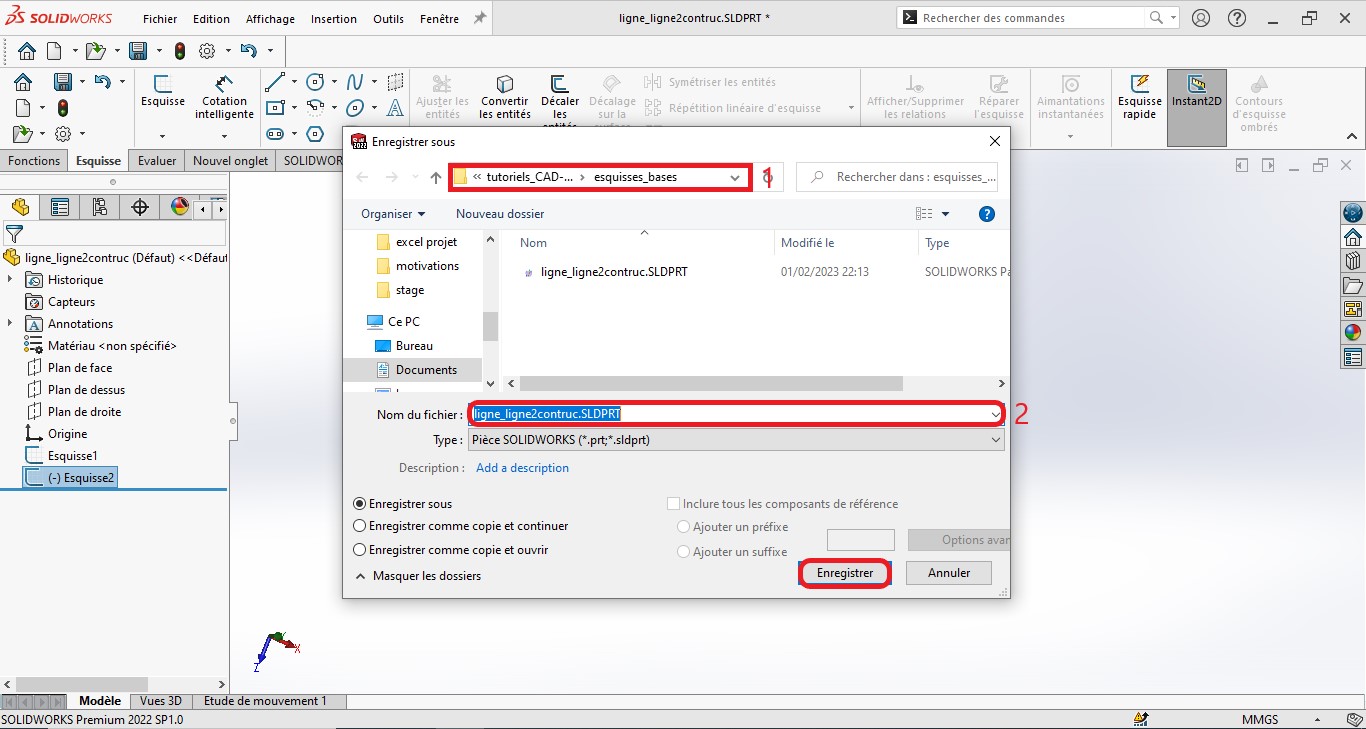 SOLIDWORKS Fichier Edition Affichage Insertion Outils Fenêtre ligne_ligne2contruc.SLDPRT * Rechercher des commandes
Esquisse
Cotation
intelligente
Ajuster les
entités
Convertir
les entités
Décaler
les
entités
Décalage
sur la
surface
Symétriser les entités
Répétition linéaire d'esquisse
Afficher/Supprimer
les relations
Réparer
l'esquisse
Aimantations
instantanées
Esquisse
rapide
Instant2D
Contours
d'esquisse
ombrés
Fonctions Esquisse Evaluer Nouvel onglet SOLIDWOR
ligne_ligne2contruc (Défaut) <<Défau
Historique
Capteurs
Annotations
Matériau <non spécifié>
Plan de face
Plan de dessus
Plan de droite
Origine
Esquisse1
(-) Esquisse2
Enregistrer sous
« tutoriels_CAD-... > esquisses_bases
1
Rechercher dans : esquisses_...
Organiser Nouveau dossier
excel projet
motivations
stage
Ce PC
Bureau
Documents
Nom Modifié le Type
ligne_ligne2contruc.SLDPRT 01/02/2023 22:13 SOLIDWORKS Pa
Nom du fichier : ligne_ligne2contruc.SLDPRT
2
Type : Pièce SOLIDWORKS (*.prt;*.sldprt)
Description : Add a description
Enregistrer sous
Enregistrer comme copie et continuer
Enregistrer comme copie et ouvrir
Inclure tous les composants de référence
Ajouter un préfixe
Ajouter un suffixe
Options avan
Masquer les dossiers
Enregistrer Annuler
X
Z
Modèle Vues 3D Etude de mouvement 1
SOLIDWORKS Premium 2022 SP1.0 MMGS